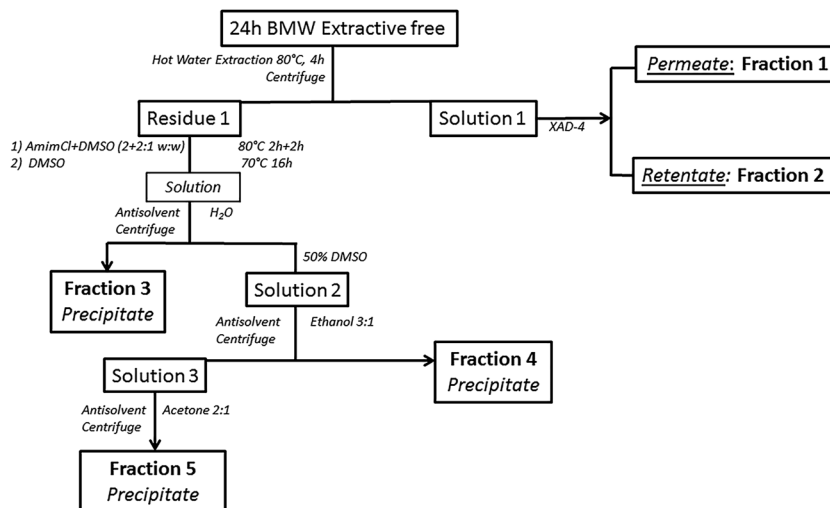 24h BMW Extractive free
Hot Water Extraction 80°C, 4h
Centrifuge
Permeate: Fraction 1
Residue 1
Solution 1
XAD-4
1) AmimCl+DMSO (2+2:1 w:w)
2) DMSO
80°C 2h+2h
70°C 16h
Retentate: Fraction 2
Solution
Antisolvent
Centrifuge
H₂O
50% DMSO
Fraction 3
Precipitate
Solution 2
Antisolvent
Centrifuge
Ethanol 3:1
Fraction 4
Precipitate
Solution 3
Antisolvent
Centrifuge
Acetone 2:1
Fraction 5
Precipitate